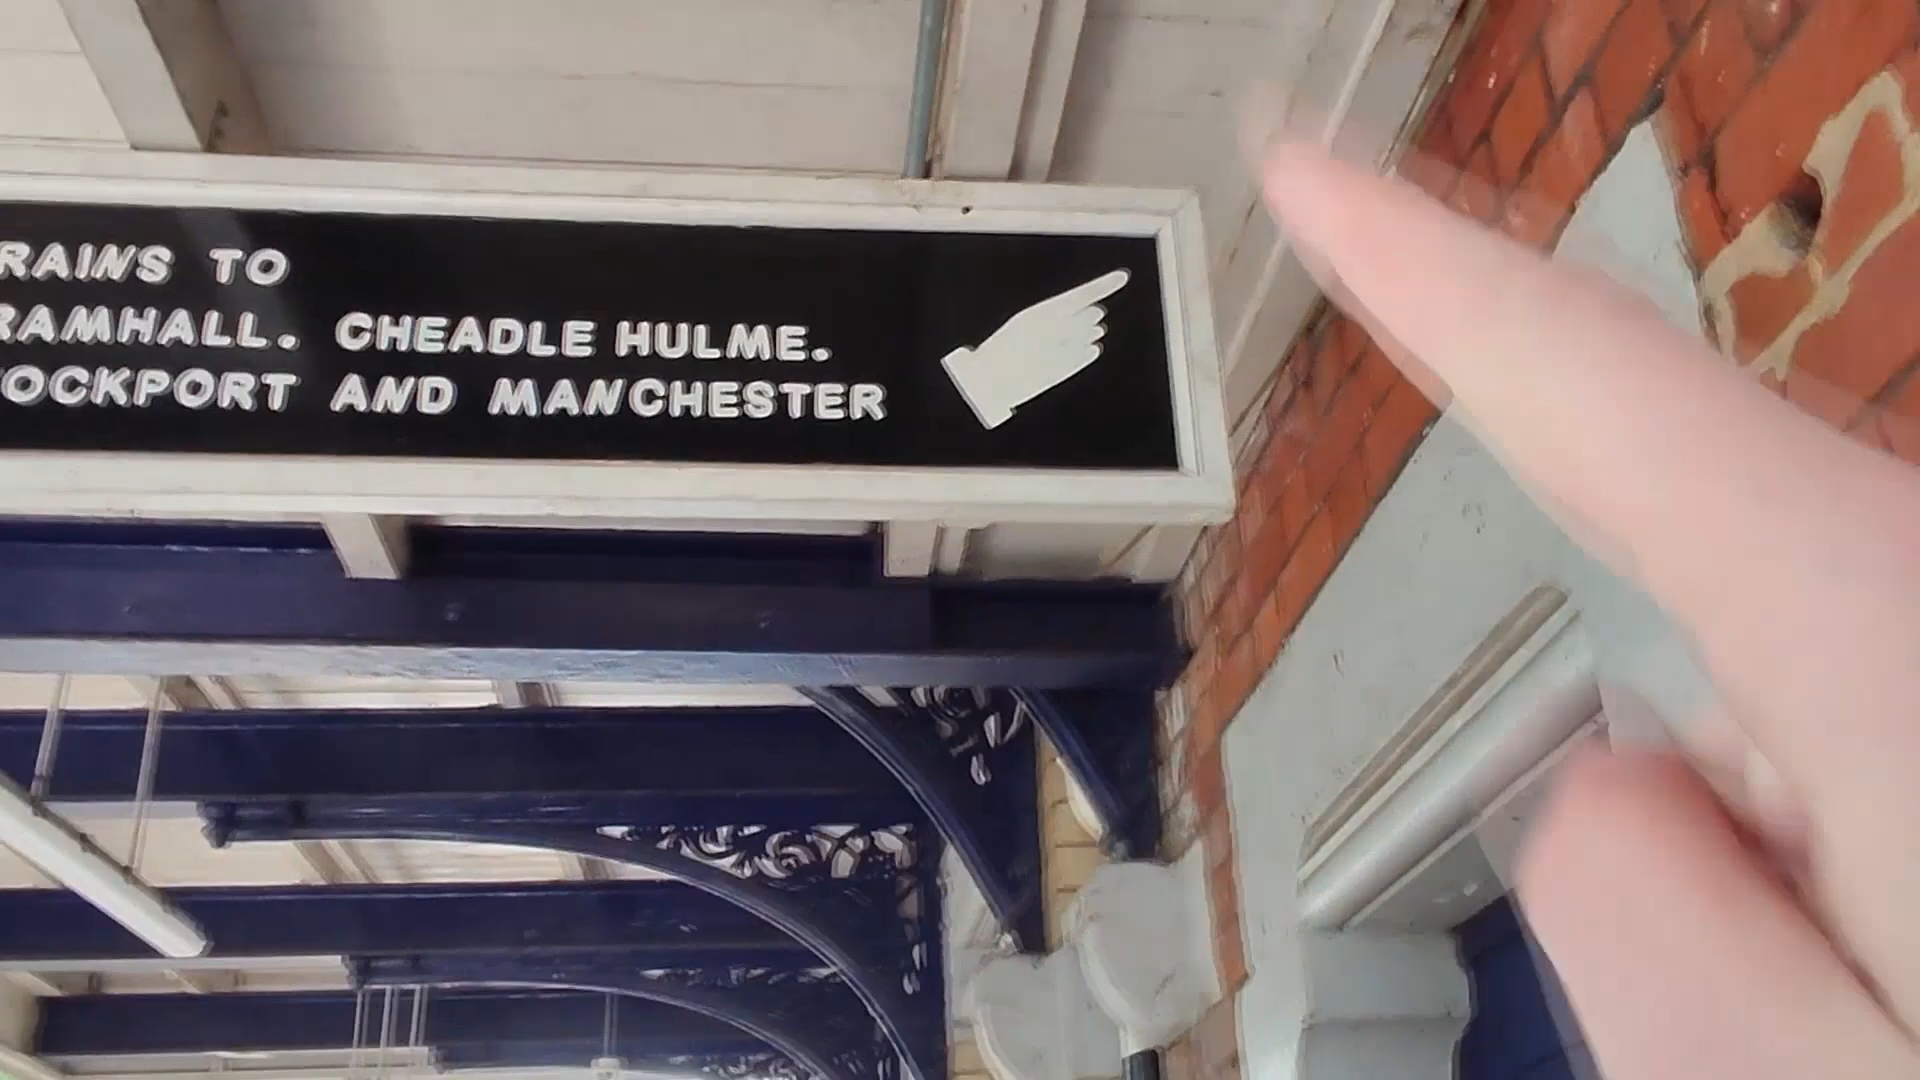 RAINS TO
RAMHALL. CHEADLE HULME.
OCKPORT AND MANCHESTER